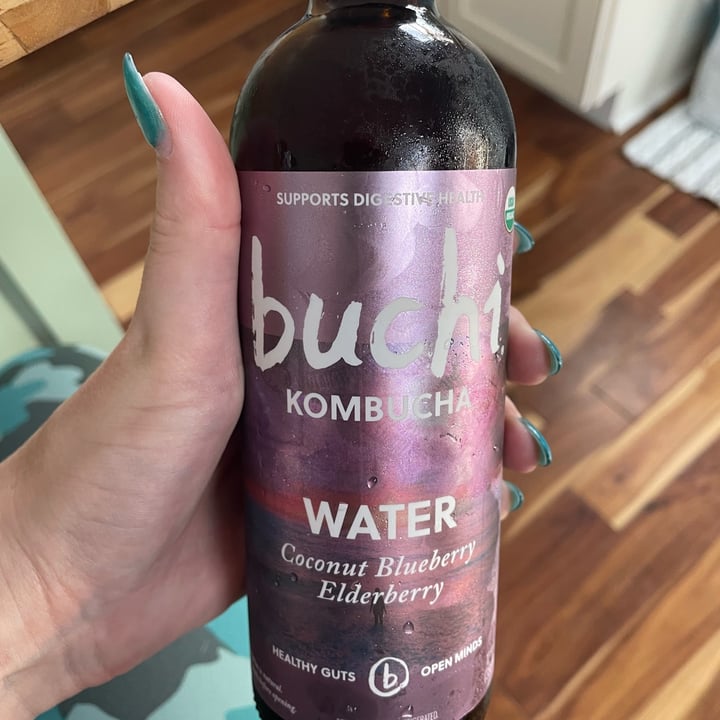 SUPPORTS DIGESTIVE HEALTH
buchi
KOMBUCHA
WATER
Coconut Blueberry
Elderberry
HEALTHY GUTS b OPEN MINDS